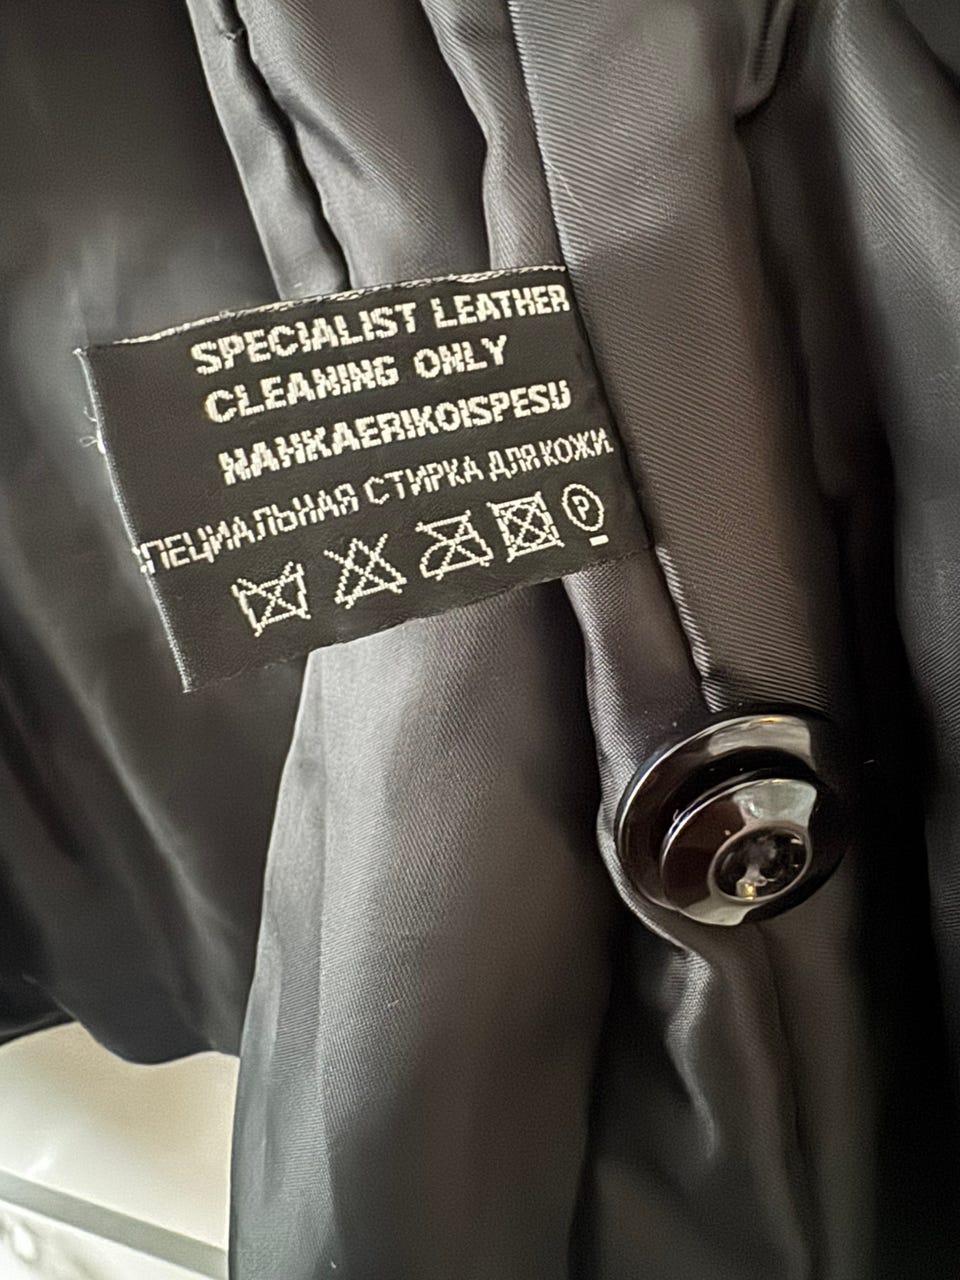 SPECIALIST LEATHER
CLEANING ONLY
NAHKAERIKOISPESU
ПЕЦИАЛЬНАЯ СТИРКА ДЛЯ КОЖИ
P